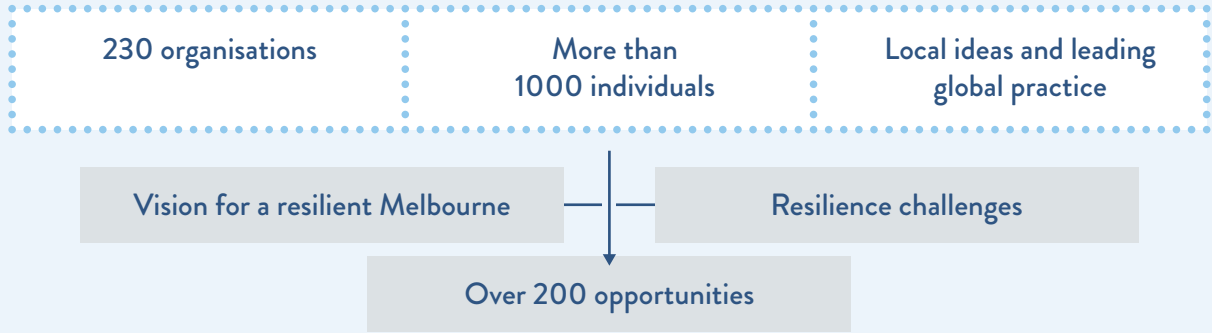 230 organisations
More than
1000 individuals
Local ideas and leading
global practice
Vision for a resilient Melbourne
Resilience challenges
Over 200 opportunities